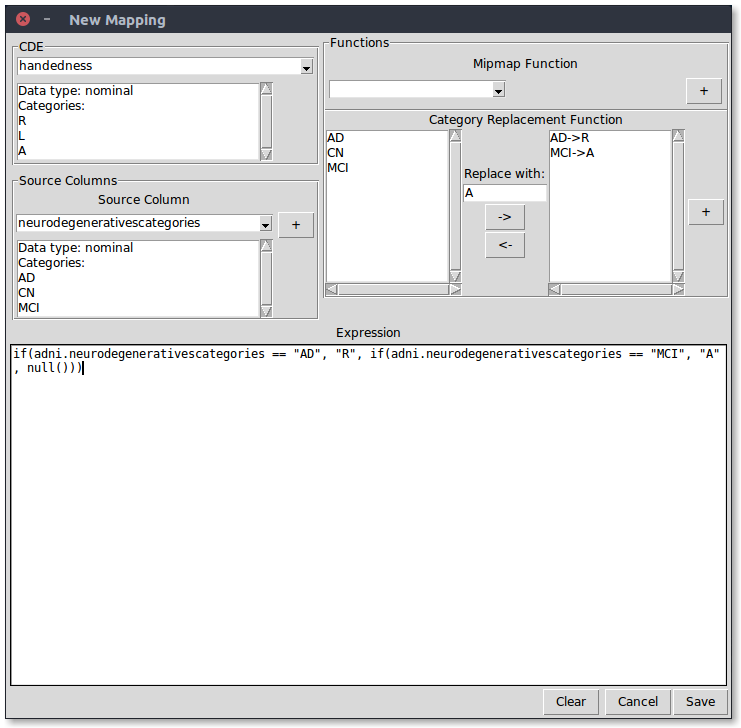 New Mapping
CDE
handedness
Data type: nominal
Categories:
R
L
A
Source Columns
Source Column
neurodegenerativescategories
+
Data type: nominal
Categories:
AD
CN
MCI
Functions
Mipmap Function
+
Category Replacement Function
AD
CN
MCI
Replace with:
A
->
<-
AD->R
MCI->A
+
Expression
if(adni.neurodegenerativescategories == "AD", "R", if(adni.neurodegenerativescategories == "MCI", "A"
, null()))
Clear
Cancel
Save